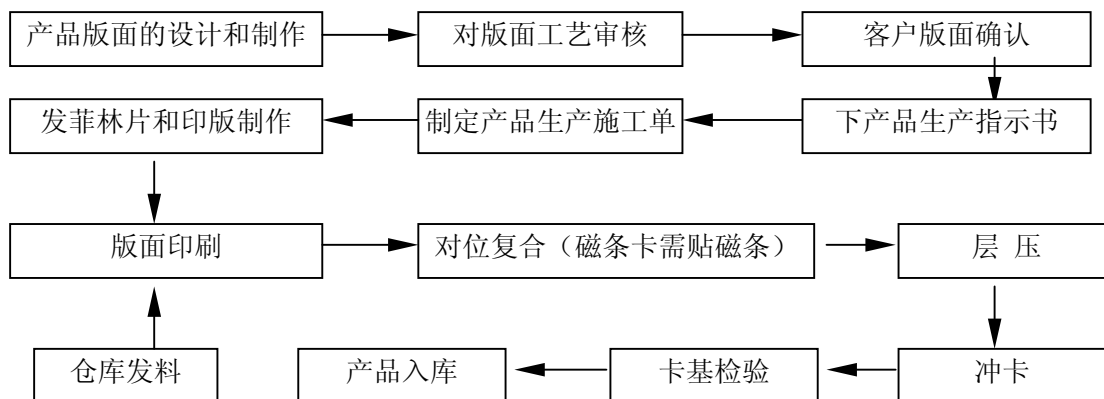 产品版面的设计和制作
对版面工艺审核
客户版面确认
发菲林片和印版制作
制定产品生产施工单
下产品生产指示书
版面印刷
对位复合（磁条卡需贴磁条）
层 压
仓库发料
产品入库
卡基检验
冲卡